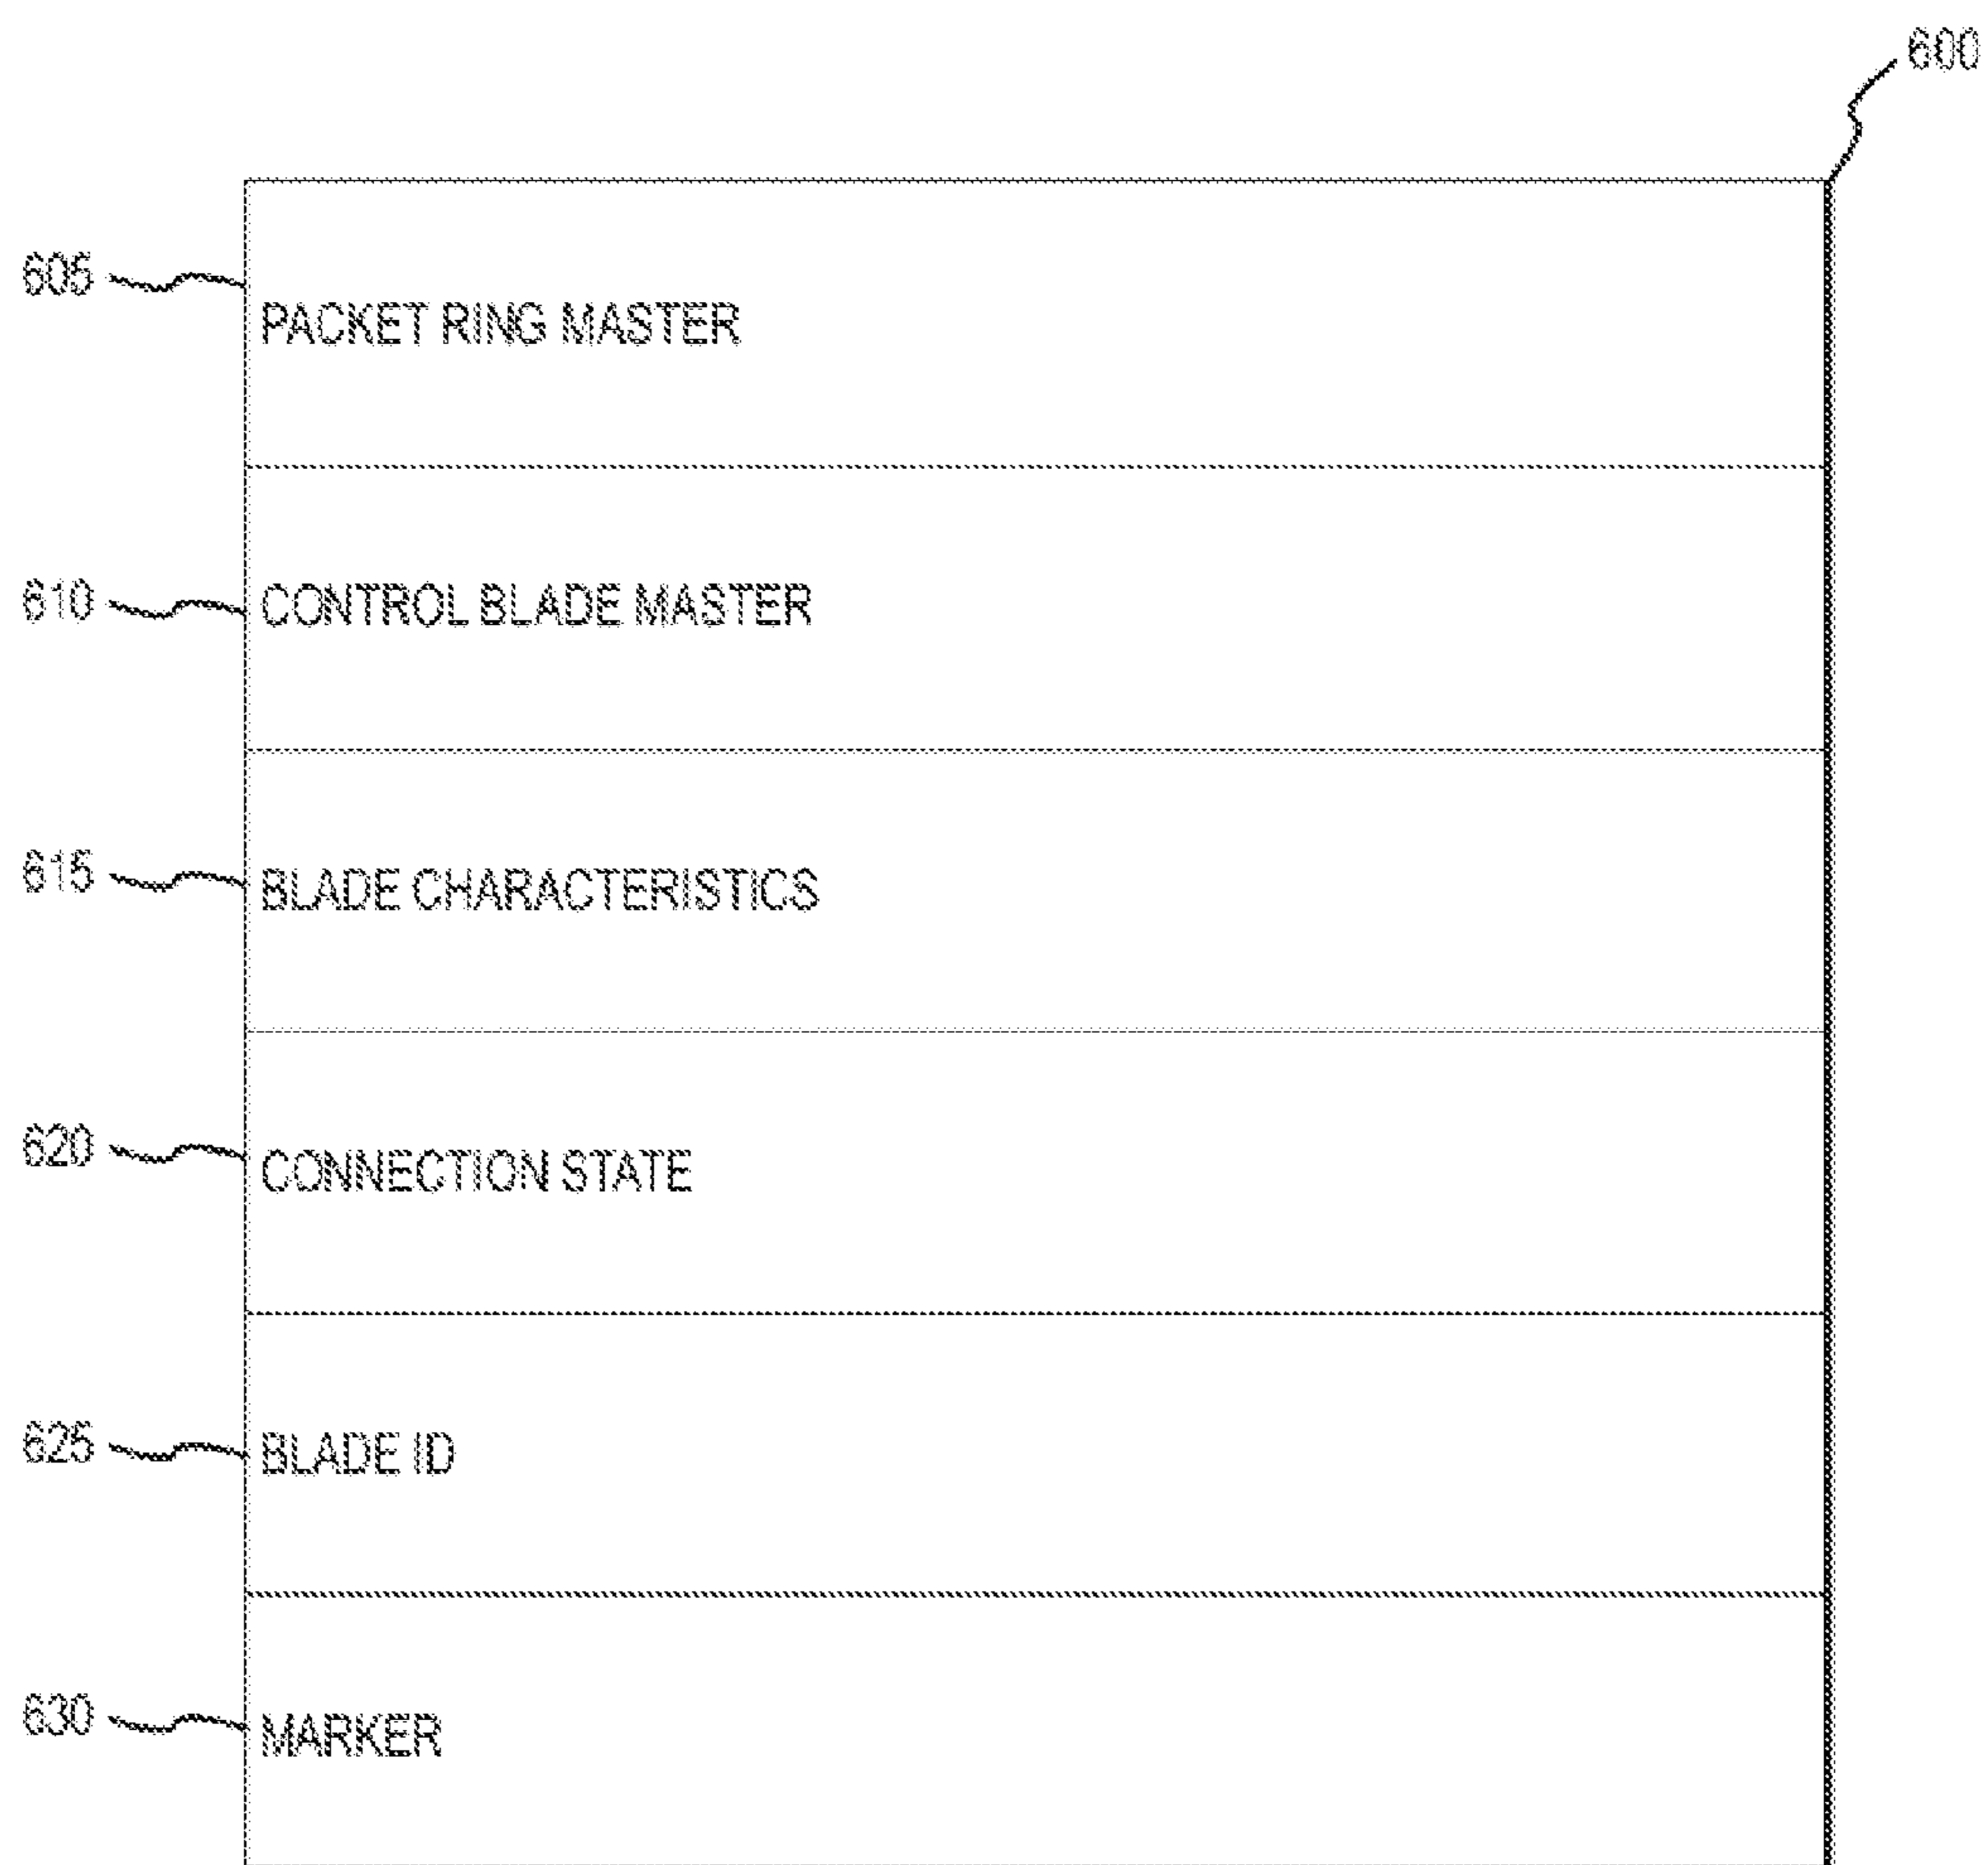 600
605
PACKET RING MASTER
610
CONTROL BLADE MASTER
615
BLADE CHARACTERISTICS
620
CONNECTION STATE
625
BLADE ID
630
MARKER